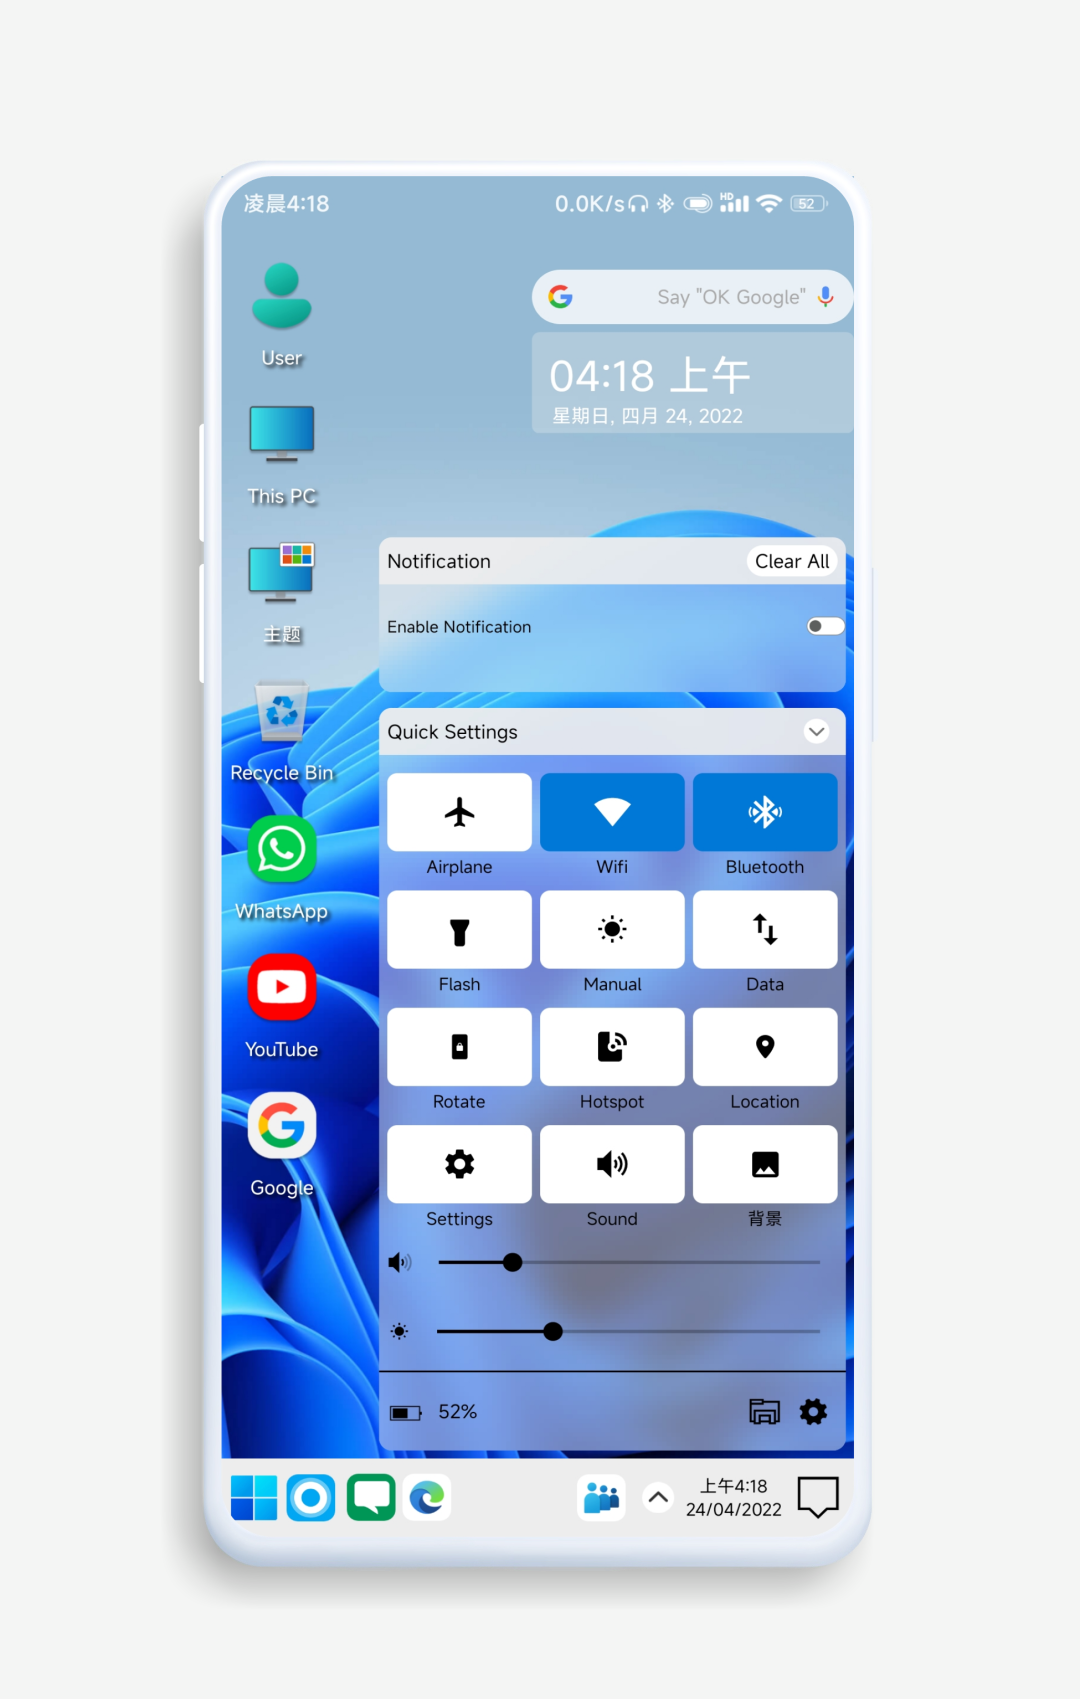 凌晨4:18
0.0K/s
HD
52
Say "OK Google"
04:18 上午
星期日, 四月 24, 2022
User
This PC
主题
Recycle Bin
WhatsApp
YouTube
Google
Notification
Clear All
Enable Notification
Quick Settings
Airplane
Wifi
Bluetooth
Flash
Manual
Data
Rotate
Hotspot
Location
Settings
Sound
背景
52%
上午4:18
24/04/2022